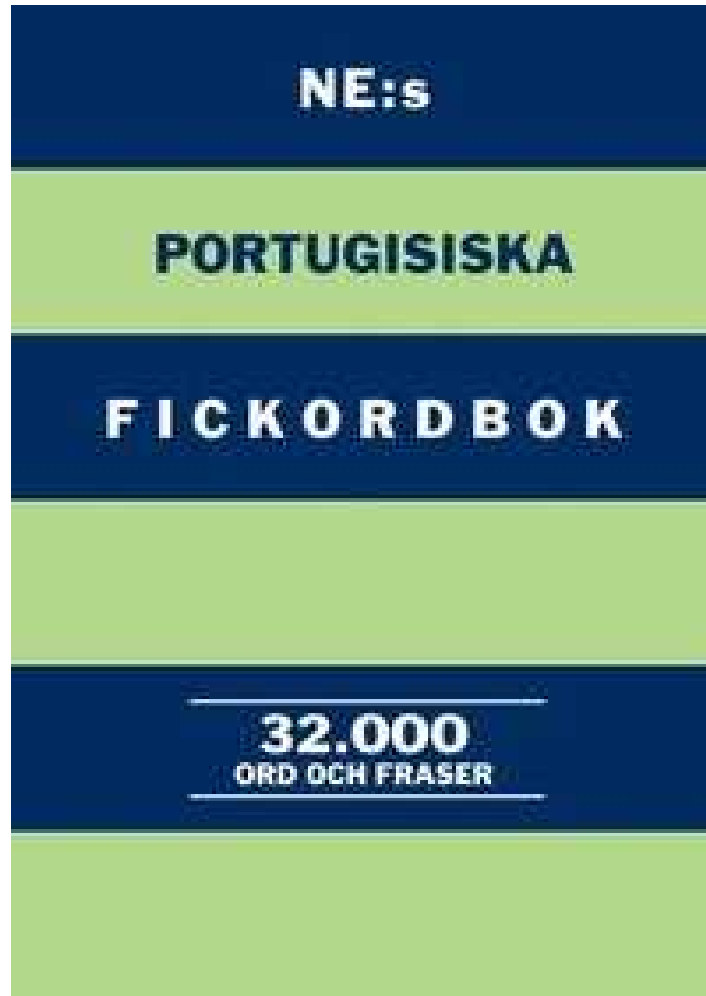 NE:s
PORTUGISISKA
FICKORDBOK
32.000
ORD OCH FRASER